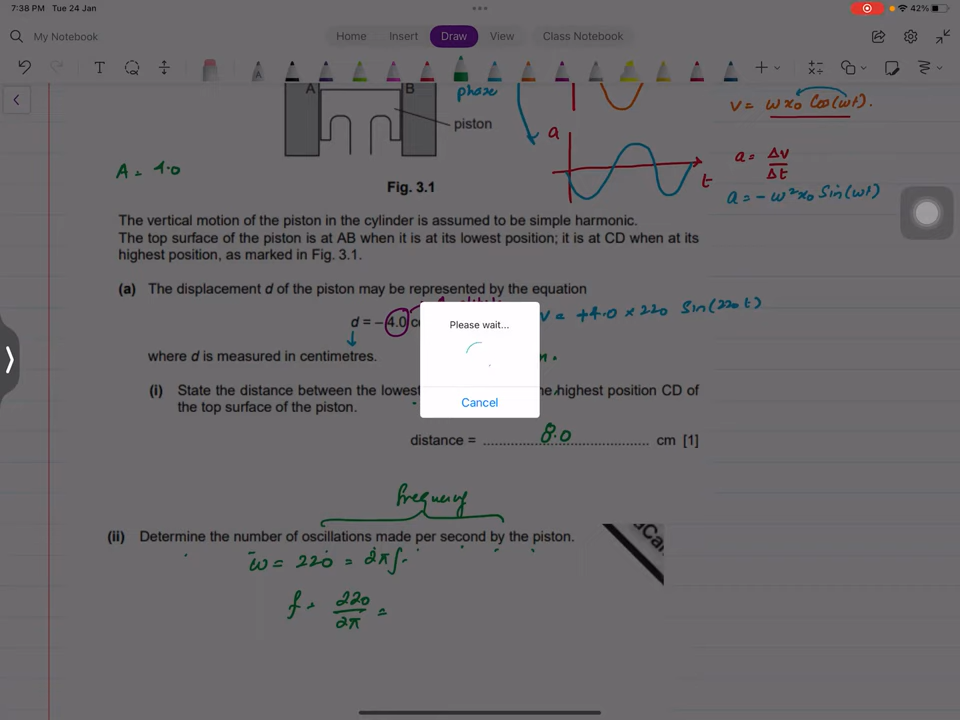 7:38 PM Tue 24 Jan
42%
My Notebook
Home Insert Draw View Class Notebook
A B
phase
piston
V = ωx₀ Cos(ωt).
a
t
a = Δv/Δt
a = -ω²x₀ Sin(ωt)
A = 4.0
Fig. 3.1
The vertical motion of the piston in the cylinder is assumed to be simple harmonic.
The top surface of the piston is at AB when it is at its lowest position; it is at CD when at its
highest position, as marked in Fig. 3.1.
(a) The displacement d of the piston may be represented by the equation
d = – 4.0
V = +4.0 × 220 Sin(220t)
where d is measured in centimetres.
Please wait...
Cancel
(i) State the distance between the lowest he highest position CD of
the top surface of the piston.
distance = 8.0 cm [1]
frequency
(ii) Determine the number of oscillations made per second by the piston.
ω = 220 = 2πf.
f = 220/2π =